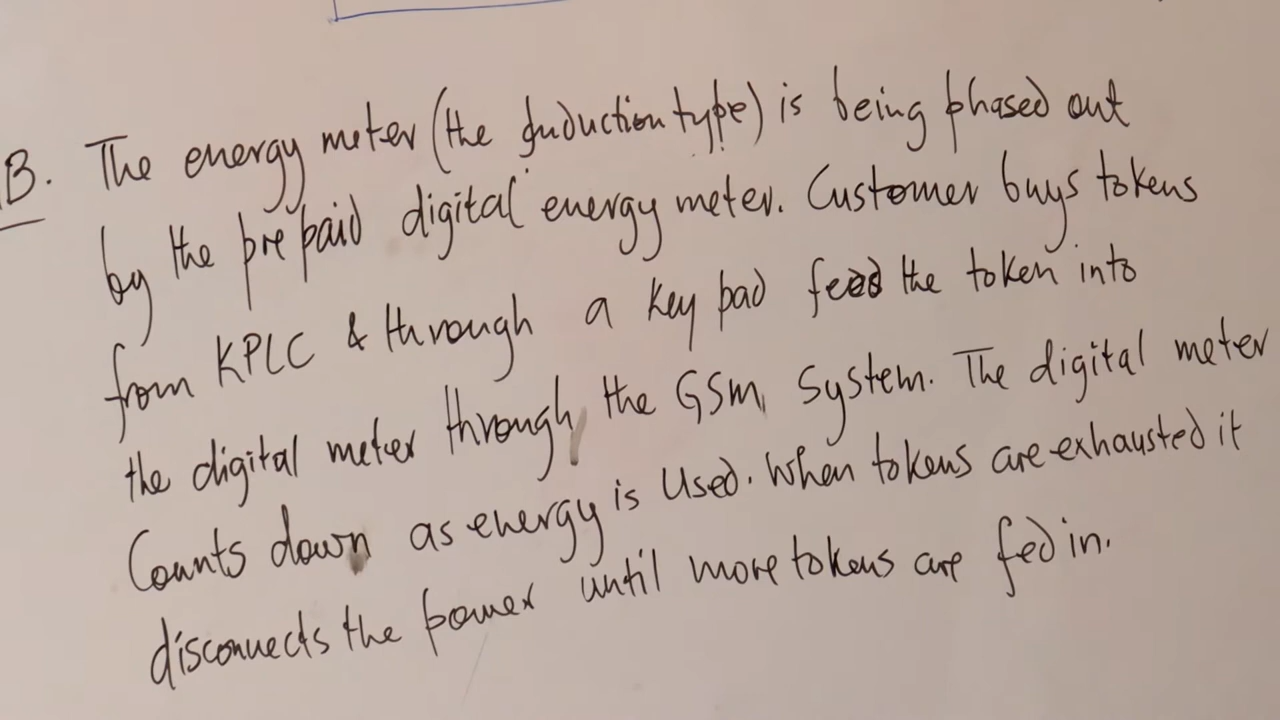 B. The energy meter (the Induction type) is being phased out
by the prepaid digital energy meter. Customer buys tokens
from KPLC & through a key pad feed the token into
the digital meter through the GSM system. The digital meter
Counts down as energy is Used. When tokens are exhausted it
disconnects the power until more tokens are fed in.